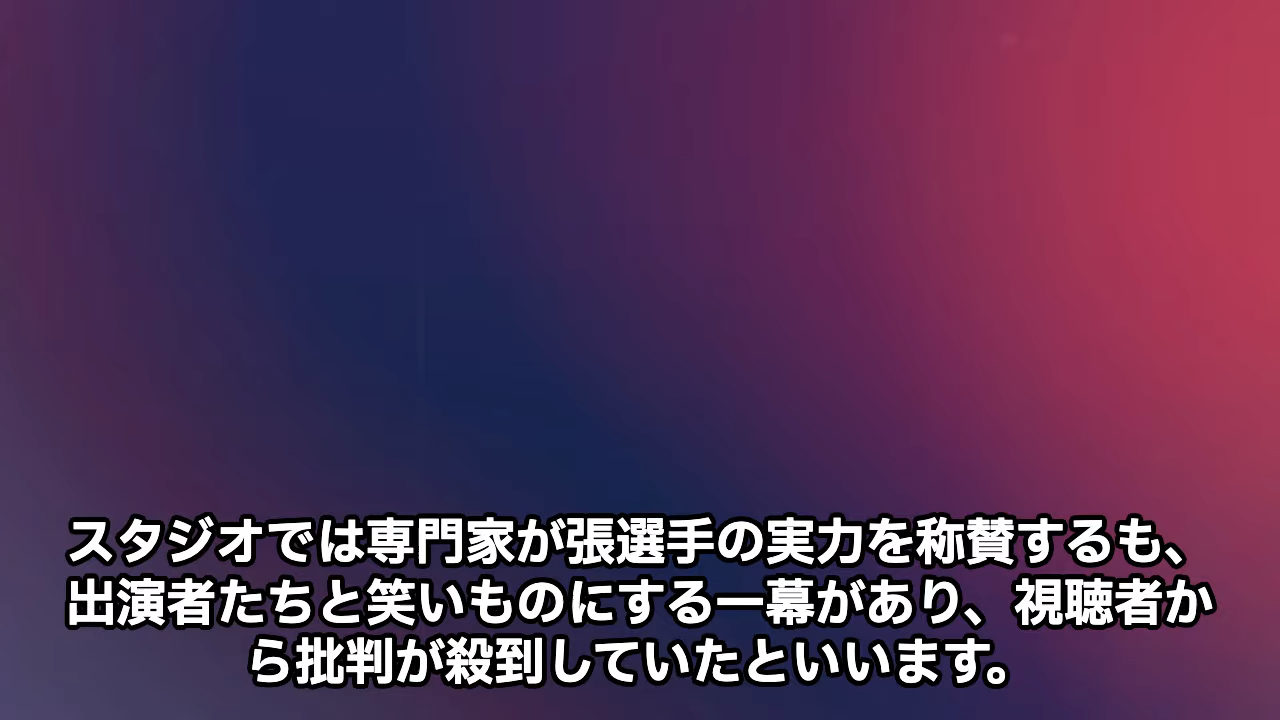 スタジオでは専門家が張選手の実力を称賛するも、
出演者たちと笑いものにする一幕があり、視聴者か
ら批判が殺到していたといいます。